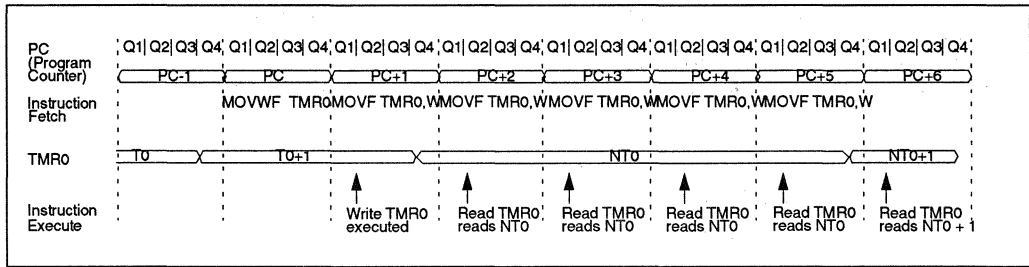 PC (Program Counter)
Q1| Q2| Q3| Q4 Q1| Q2| Q3| Q4 Q1| Q2| Q3| Q4 Q1| Q2| Q3| Q4 Q1| Q2| Q3| Q4 Q1| Q2| Q3| Q4 Q1| Q2| Q3| Q4 Q1| Q2| Q3| Q4
PC-1 PC PC+1 PC+2 PC+3 PC+4 PC+5 PC+6
Instruction Fetch
MOVWF TMR0 MOVF TMR0,W MOVF TMR0,W MOVF TMR0,W MOVF TMR0,W MOVF TMR0,W
TMR0 T0 T0+1 NT0 NT0+1
Instruction Execute
Write TMR0 executed
Read TMR0 reads NT0
Read TMR0 reads NT0
Read TMR0 reads NT0
Read TMR0 reads NT0
Read TMR0 reads NT0 + 1